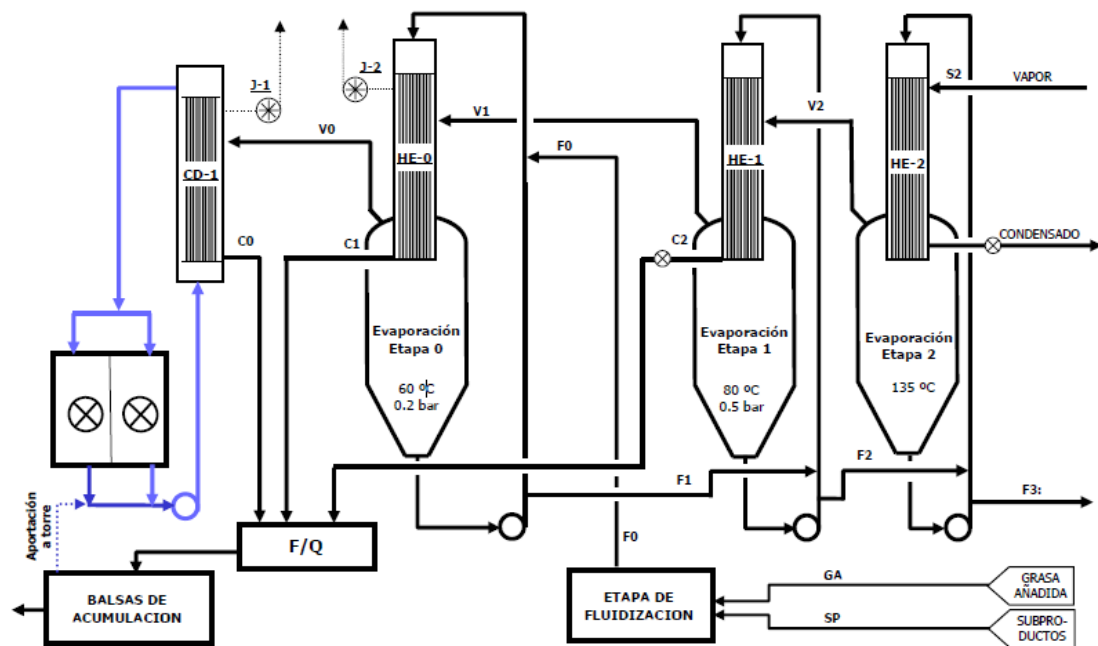 J-1
J-2
S2
VAPOR
V0
V1
V2
CD-1
HE-0
F0
HE-1
HE-2
C0
C1
C2
CONDENSADO
Evaporación
Etapa 0
60 ºC
0.2 bar
Evaporación
Etapa 1
80 ºC
0.5 bar
Evaporación
Etapa 2
135 ºC
F1
F2
F3:
Aportación
a torre
F/Q
F0
BALSAS DE
ACUMULACION
ETAPA DE
FLUIDIZACION
GA
GRASA
AÑADIDA
SP
SUBPRO-
DUCTOS